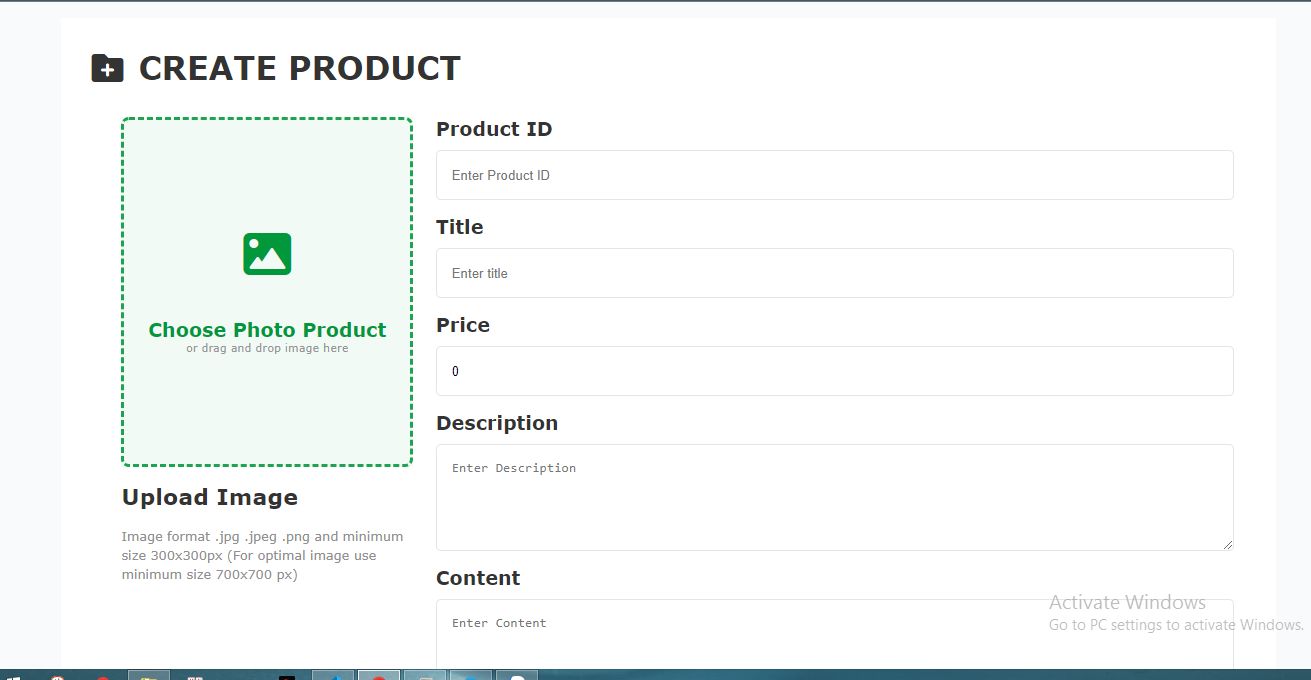 CREATE PRODUCT
Choose Photo Product
or drag and drop image here
Upload Image
Image format .jpg .jpeg .png and minimum
size 300x300px (For optimal image use
minimum size 700x700 px)
Product ID
Enter Product ID
Title
Enter title
Price
0
Description
Enter Description
Content
Enter Content
Activate Windows
Go to PC settings to activate Windows.